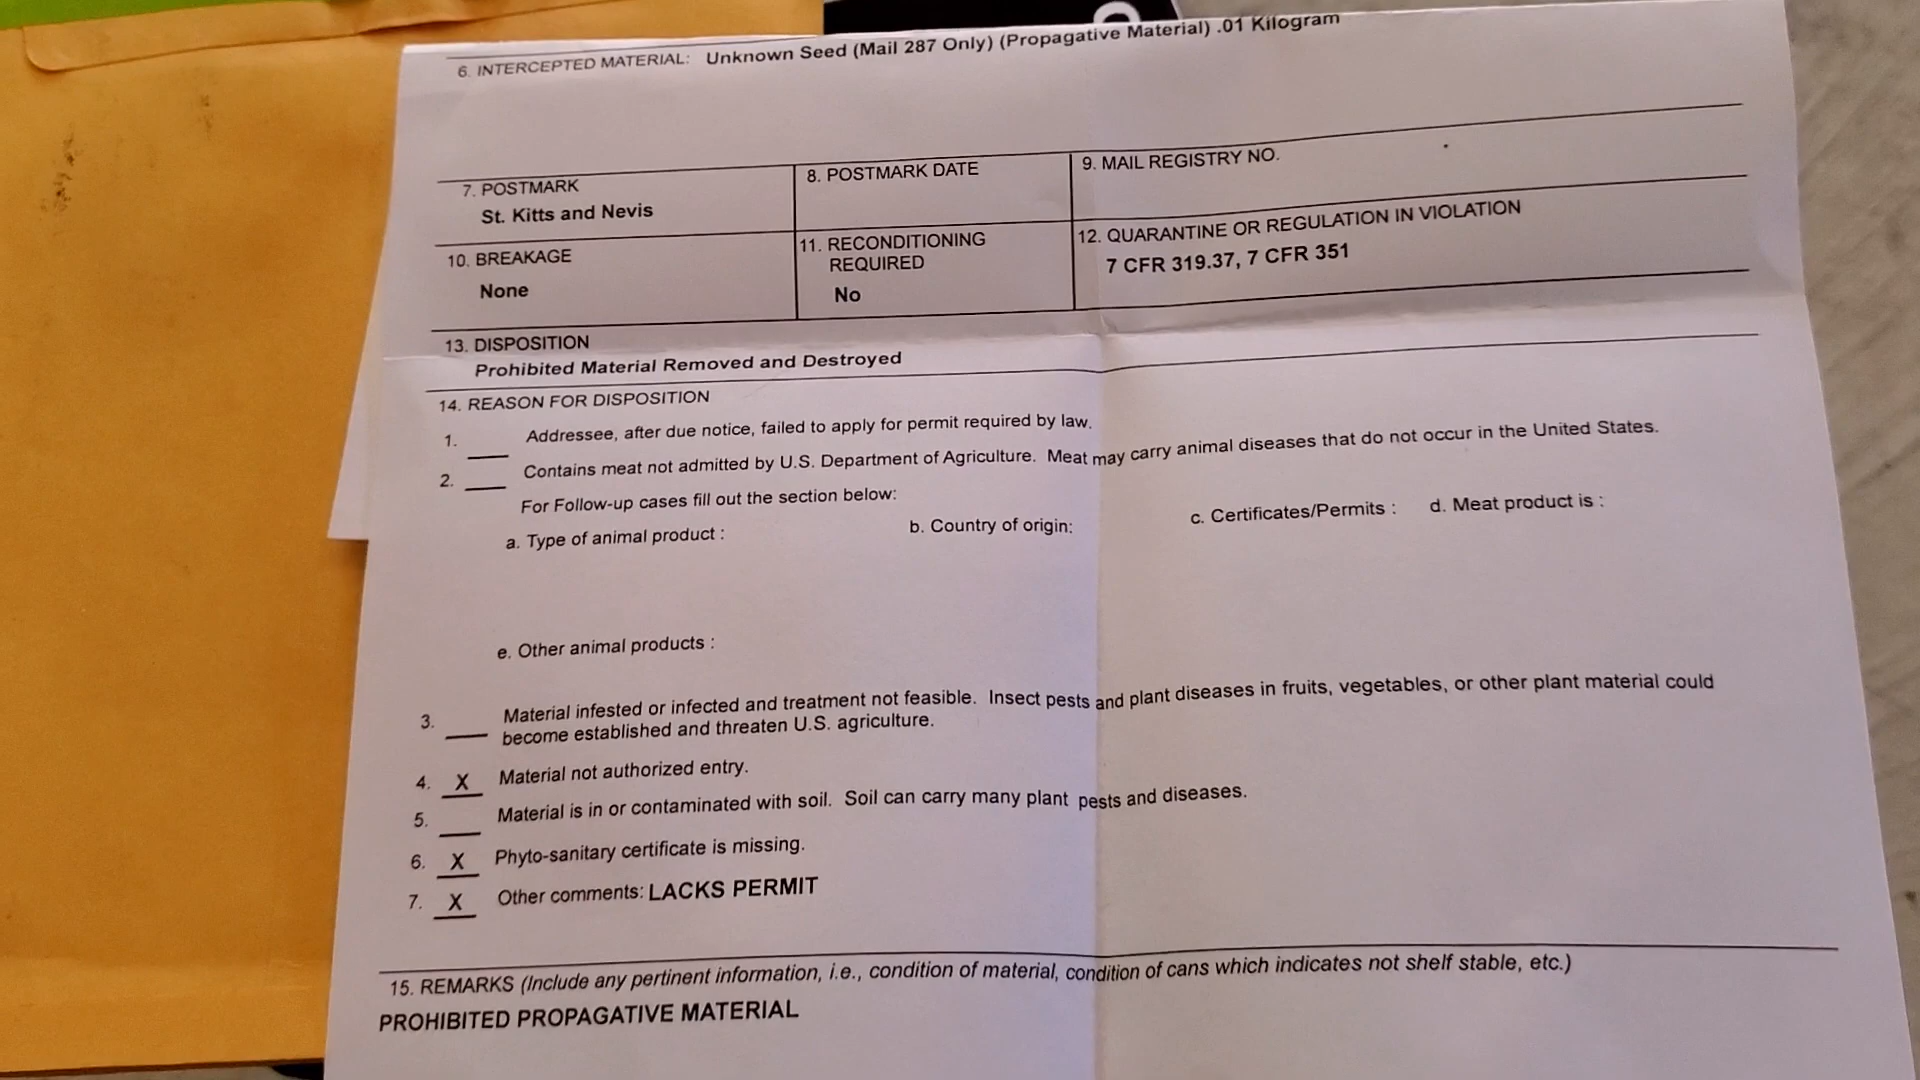 6. INTERCEPTED MATERIAL: Unknown Seed (Mail 287 Only) (Propagative Material) .01 Kilogram
7. POSTMARK
St. Kitts and Nevis
8. POSTMARK DATE
9. MAIL REGISTRY NO.
10. BREAKAGE
None
11. RECONDITIONING
REQUIRED
No
12. QUARANTINE OR REGULATION IN VIOLATION
7 CFR 319.37, 7 CFR 351
13. DISPOSITION
Prohibited Material Removed and Destroyed
14. REASON FOR DISPOSITION
1. ___ Addressee, after due notice, failed to apply for permit required by law.
2. ___ Contains meat not admitted by U.S. Department of Agriculture. Meat may carry animal diseases that do not occur in the United States.
For Follow-up cases fill out the section below:
a. Type of animal product : b. Country of origin: c. Certificates/Permits : d. Meat product is :
e. Other animal products :
3. ___ Material infested or infected and treatment not feasible. Insect pests and plant diseases in fruits, vegetables, or other plant material could
become established and threaten U.S. agriculture.
4. X Material not authorized entry.
5. ___ Material is in or contaminated with soil. Soil can carry many plant pests and diseases.
6. X Phyto-sanitary certificate is missing.
7. X Other comments: LACKS PERMIT
15. REMARKS (Include any pertinent information, i.e., condition of material, condition of cans which indicates not shelf stable, etc.)
PROHIBITED PROPAGATIVE MATERIAL